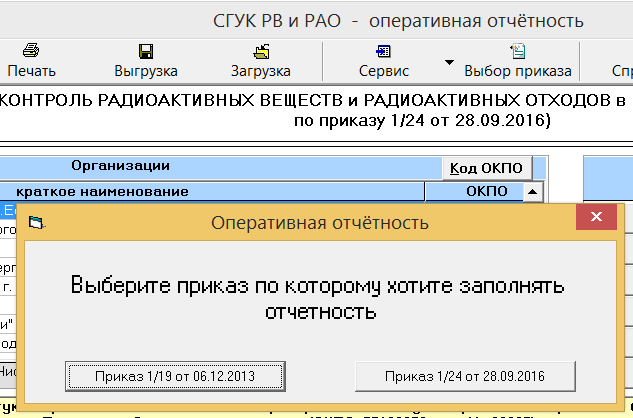 СГУК РВ и РАО - оперативная отчётность
Печать Выгрузка Загрузка Сервис Выбор приказа
КОНТРОЛЬ РАДИОАКТИВНЫХ ВЕЩЕСТВ и РАДИОАКТИВНЫХ ОТХОДОВ в
по приказу 1/24 от 28.09.2016)
Организации Код ОКПО
краткое наименование ОКПО
Оперативная отчётность
Выберите приказ по которому хотите заполнять
отчетность
Приказ 1/19 от 06.12.2013 Приказ 1/24 от 28.09.2016